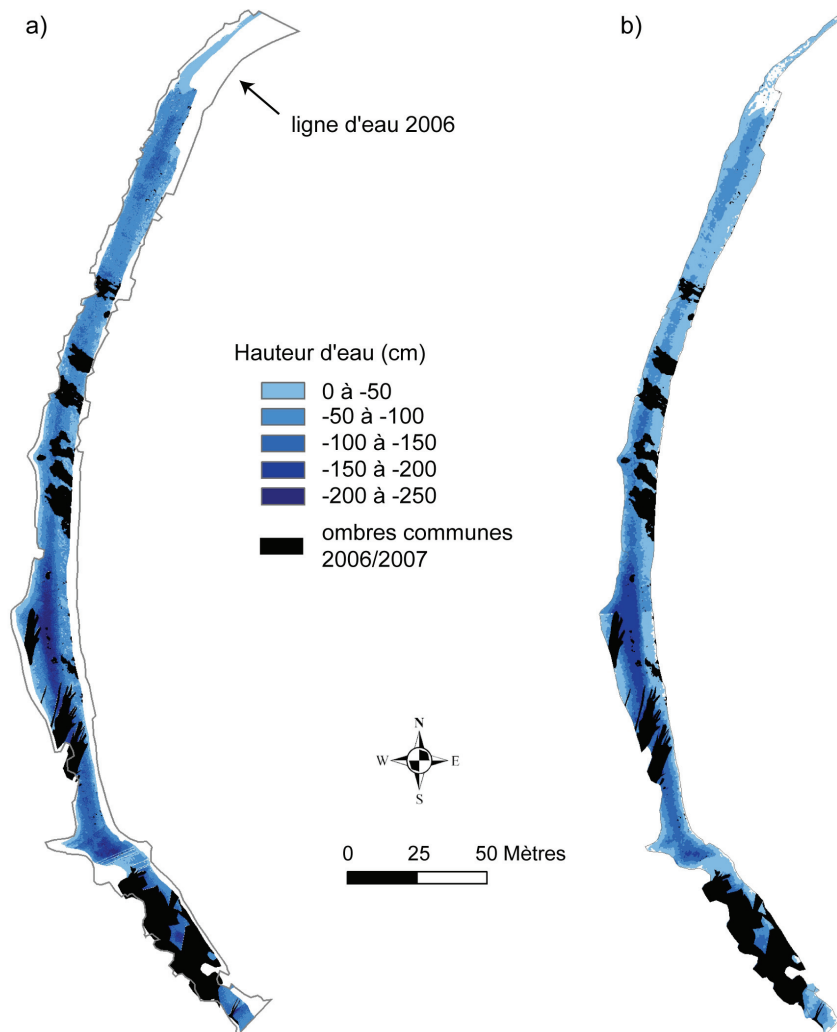 a)
b)
ligne d'eau 2006
Hauteur d'eau (cm)
0 à -50
-50 à -100
-100 à -150
-150 à -200
-200 à -250
ombres communes
2006/2007
N
W E
S
0 25 50 Mètres